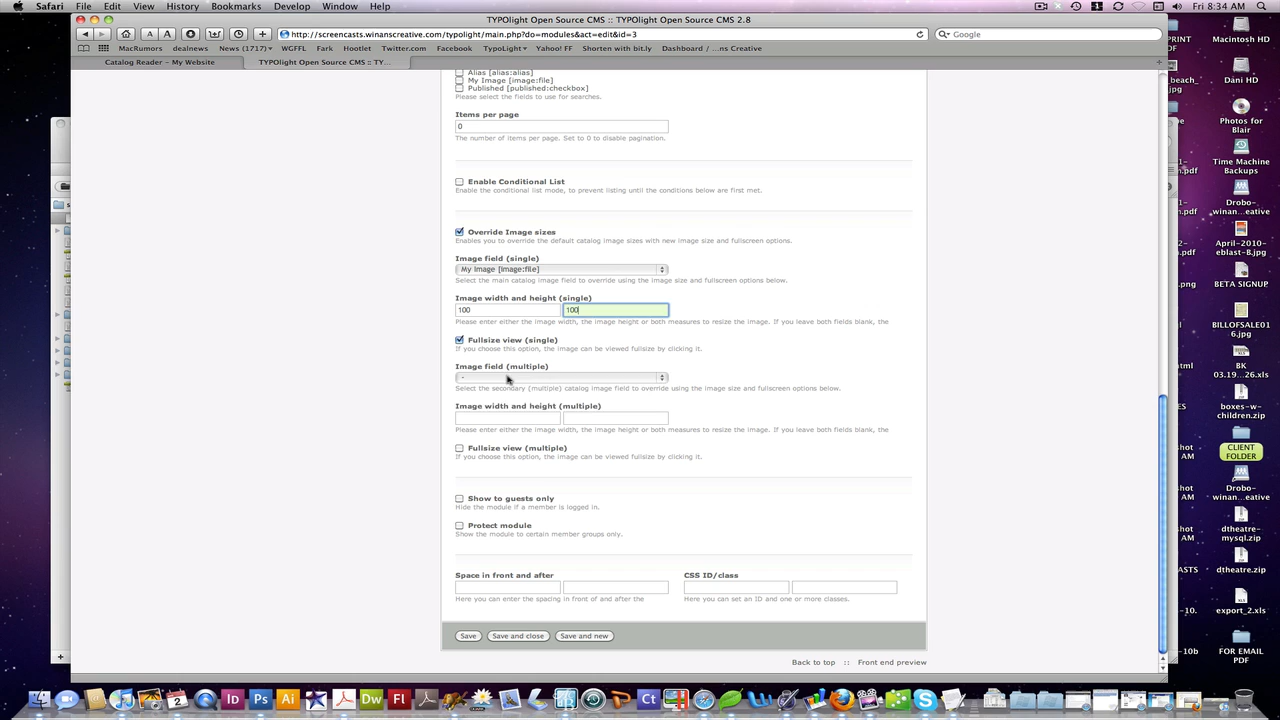 Safari File Edit View History Bookmarks Develop Window Help
Fri 8:34 AM
TYPOlight Open Source CMS :: TYPOlight Open Source CMS 2.8
A A http://screencasts.winanscreative.com/typolight/main.php?do=modules&act=edit&id=3
Google
MacRumors dealnews News (1717) WGFFL Fark Hootlet Twitter.com Facebook TYPOlight Yahoo! FF Shorten with bit.ly Dashboard / ...ns Creative
Catalog Reader – My Website
TYPOlight Open Source CMS :: TY...
Alias [alias:alias]
My Image [image:file]
Published [published:checkbox]
Please select the fields to use for searches.
Items per page
0
The number of items per page. Set to 0 to disable pagination.
Enable Conditional List
Enable the conditional list mode, to prevent listing until the conditions below are first met.
Override Image sizes
Enables you to override the default catalog image sizes with new image size and fullscreen options.
Image field (single)
My Image [image:file]
Select the main catalog image field to override using the image size and fullscreen options below.
Image width and height (single)
100 100
Please enter either the image width, the image height or both measures to resize the image. If you leave both fields blank, the
Fullsize view (single)
If you choose this option, the image can be viewed fullsize by clicking it.
Image field (multiple)
-
Select the secondary (multiple) catalog image field to override using the image size and fullscreen options below.
Image width and height (multiple)
Please enter either the image width, the image height or both measures to resize the image. If you leave both fields blank, the
Fullsize view (multiple)
If you choose this option, the image can be viewed fullsize by clicking it.
Show to guests only
Hide the module if a member is logged in.
Protect module
Show the module to certain member groups only.
Space in front and after CSS ID/class
Here you can enter the spacing in front of and after the Here you can set an ID and one or more classes.
Save Save and close Save and new
Back to top :: Front end preview
Macintosh HD
Dani HD
Photos for
Blair
Time Machine
Backups
Drobo-
winan...eative
April-2010-
eblast-B.jpg
BETA SIGNUP
BILLOFSALE01
6.jpg
BK
03.19...26.xls
boxes-w-
children.zip
CLIENT
FOLDER
Drobo-
winan...eative
dtheatre-
mysql.zip
dtheatre.zip
export_2.xls
FOR EMAIL
PDF
PRINT
PDF
beach_
.jpg